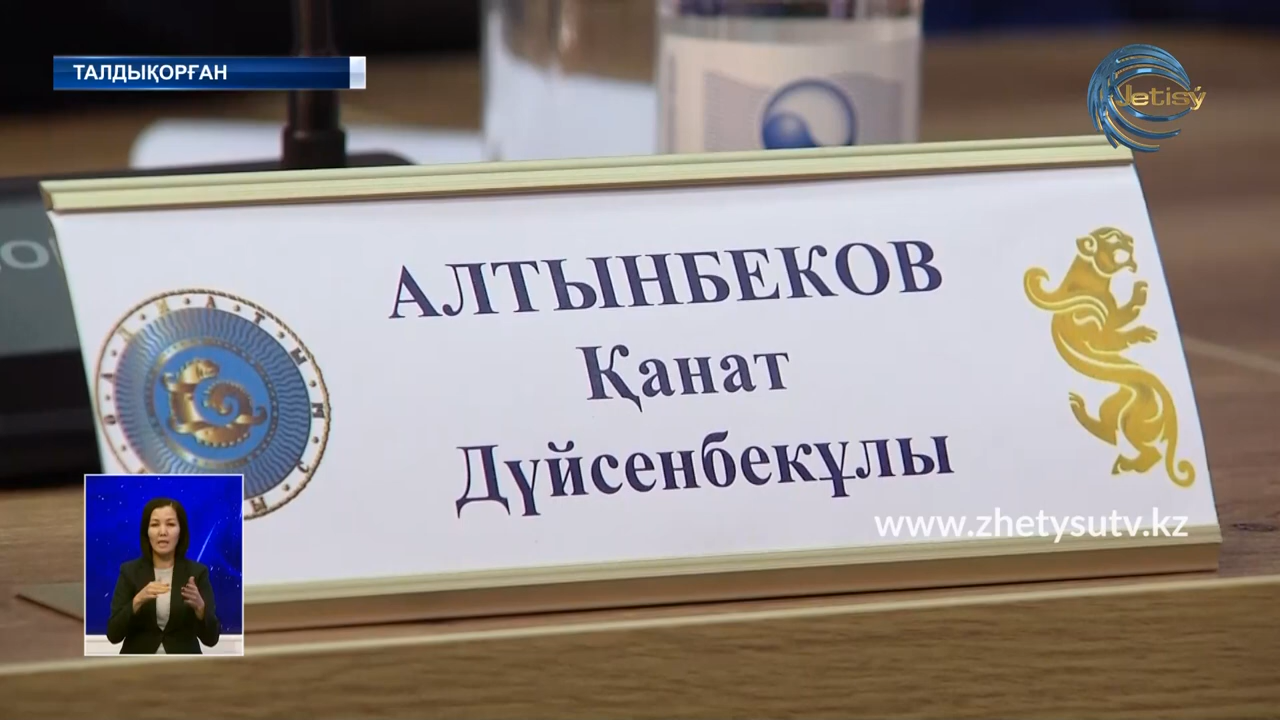 ТАЛДЫҚОРҒАН
Jetisý
АЛТЫНБЕКОВ
Қанат
Дүйсенбекұлы
www.zhetysutv.kz